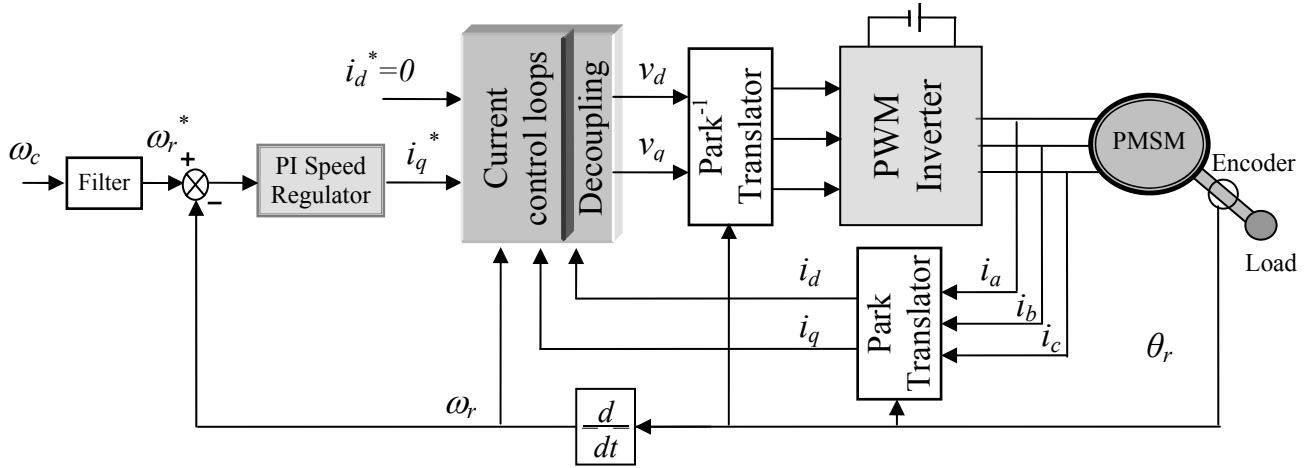 i_d^*=0
ω_c
Filter
ω_r^*
+
−
PI Speed
Regulator
i_q^*
Current
control loops
Decoupling
v_d
v_q
Park^-1
Translator
PWM
Inverter
PMSM
Encoder
Load
i_d
i_q
Park
Translator
i_a
i_b
i_c
θ_r
ω_r
d
dt